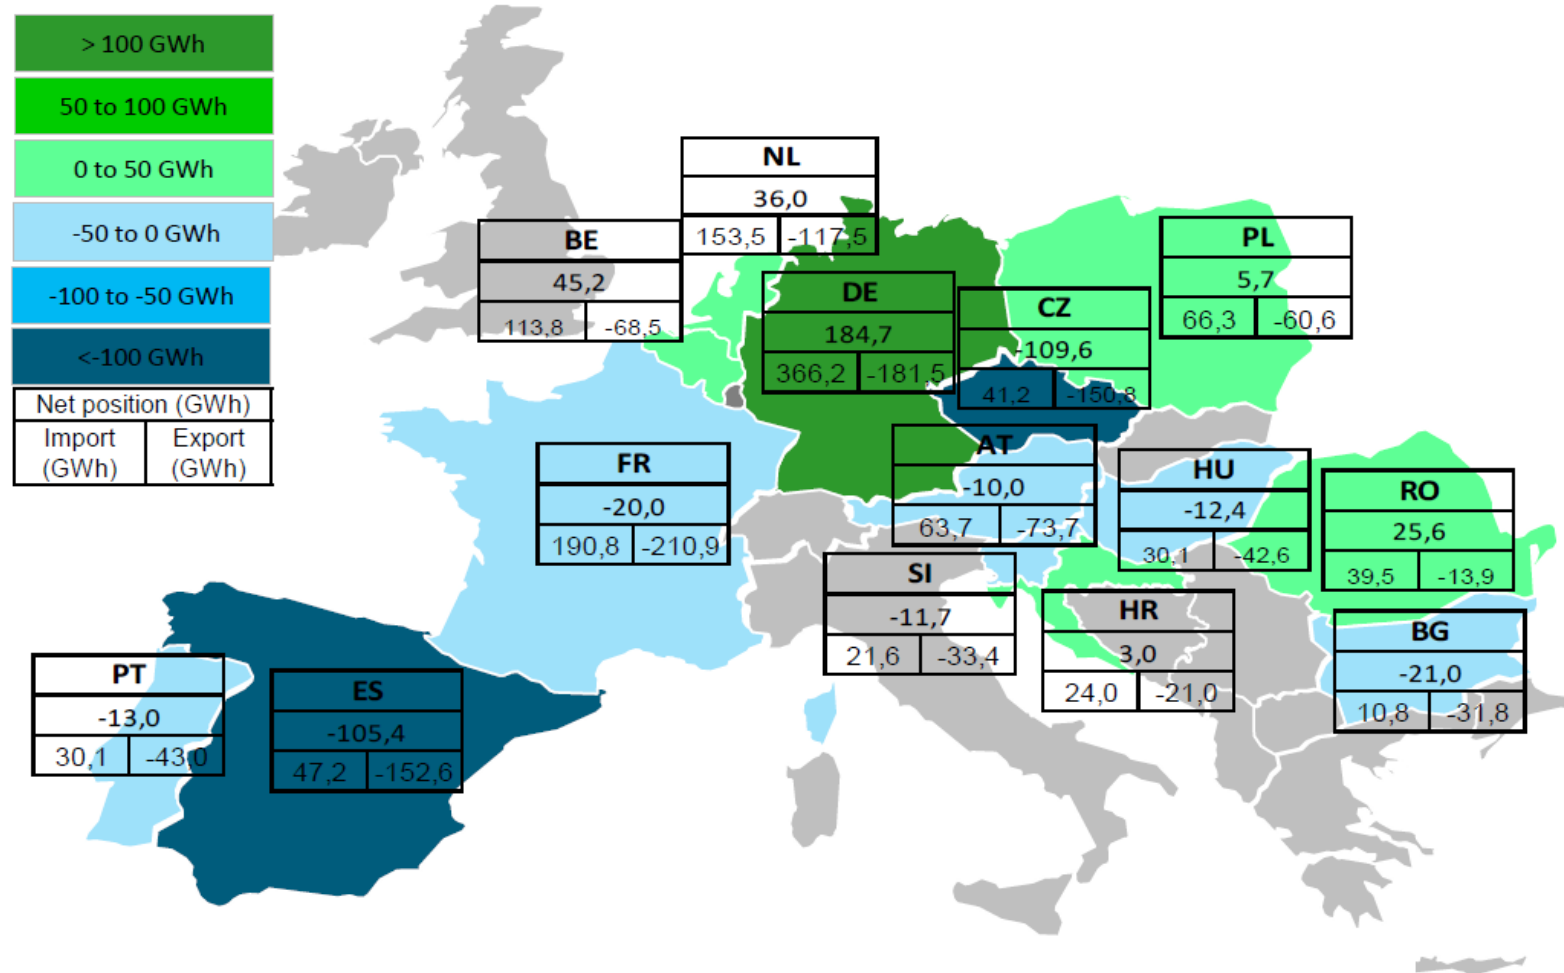 > 100 GWh
50 to 100 GWh
0 to 50 GWh
-50 to 0 GWh
-100 to -50 GWh
<-100 GWh
Net position (GWh)
Import (GWh) Export (GWh)
NL
36,0
153,5 -117,5
BE
45,2
113,8 -68,5
PL
5,7
66,3 -60,6
DE
184,7
366,2 -181,5
CZ
-109,6
41,2 -150,8
FR
-20,0
190,8 -210,9
AT
-10,0
63,7 -73,7
HU
-12,4
30,1 -42,6
RO
25,6
39,5 -13,9
SI
-11,7
21,6 -33,4
HR
3,0
24,0 -21,0
BG
-21,0
10,8 -31,8
PT
-13,0
30,1 -43,0
ES
-105,4
47,2 -152,6